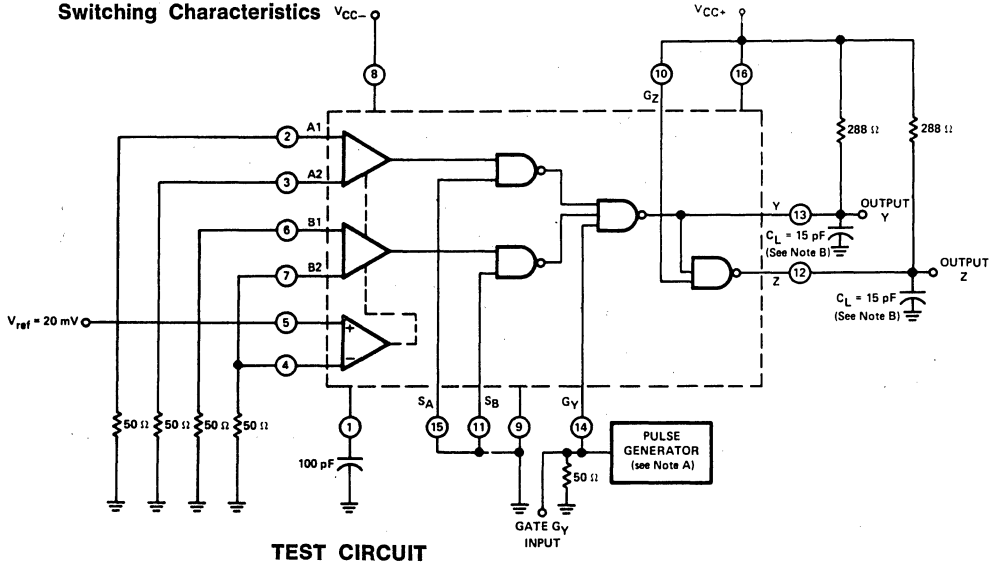 Switching Characteristics
VCC−
VCC+
8
10
16
GZ
2
A1
3
A2
6
B1
7
B2
Vref = 20 mV
5
+
4
−
288 Ω
288 Ω
Y
13
OUTPUT
Y
CL = 15 pF
(See Note B)
Z
12
OUTPUT
Z
CL = 15 pF
(See Note B)
50 Ω
50 Ω
50 Ω
50 Ω
1
100 pF
SA
SB
GY
15
11
9
14
50 Ω
PULSE
GENERATOR
(see Note A)
GATE GY
INPUT
TEST CIRCUIT